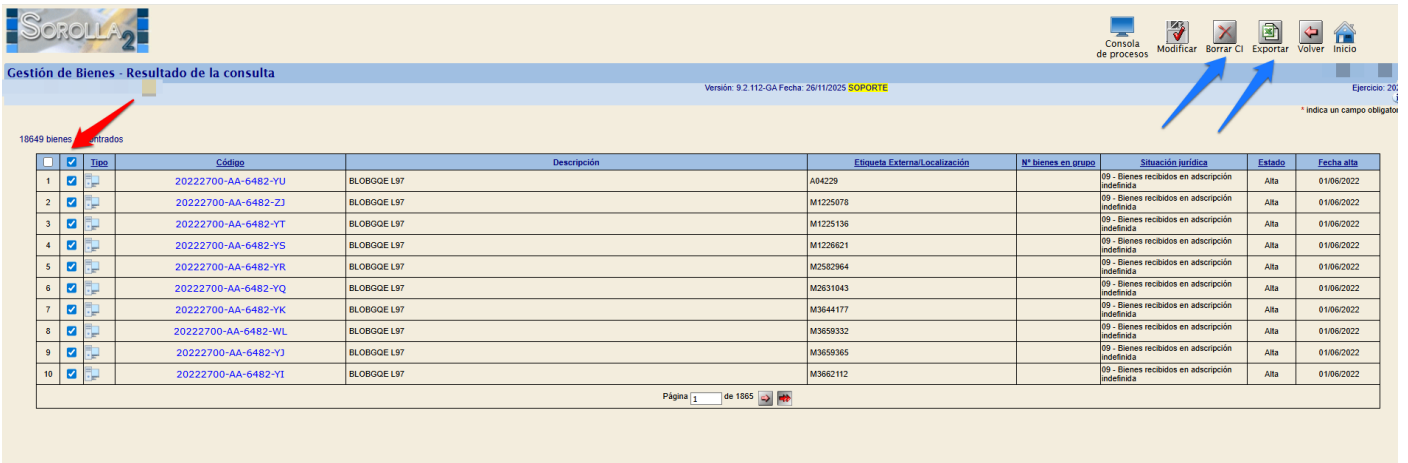 SOROLLA2
Consola de procesos Modificar Borrar CI Exportar Volver Inicio
Gestión de Bienes - Resultado de la consulta
Versión: 9.2.112-GA Fecha: 26/11/2025 SOPORTE
Ejercicio:
* indica un campo
18649 bienes
Tipo Código Descripción Etiqueta Externa/Localización Nº bienes en grupo Situación jurídica Estado Fecha alta
1 20222700-AA-6482-YU BLOBGQE L97 A04229 09 - Bienes recibidos en adscripción indefinida Alta 01/06/2022
2 20222700-AA-6482-ZJ BLOBGQE L97 M1225078 09 - Bienes recibidos en adscripción indefinida Alta 01/06/2022
3 20222700-AA-6482-YT BLOBGQE L97 M1225136 09 - Bienes recibidos en adscripción indefinida Alta 01/06/2022
4 20222700-AA-6482-YS BLOBGQE L97 M1226621 09 - Bienes recibidos en adscripción indefinida Alta 01/06/2022
5 20222700-AA-6482-YR BLOBGQE L97 M2582964 09 - Bienes recibidos en adscripción indefinida Alta 01/06/2022
6 20222700-AA-6482-YQ BLOBGQE L97 M2631043 09 - Bienes recibidos en adscripción indefinida Alta 01/06/2022
7 20222700-AA-6482-YK BLOBGQE L97 M3644177 09 - Bienes recibidos en adscripción indefinida Alta 01/06/2022
8 20222700-AA-6482-WL BLOBGQE L97 M3659332 09 - Bienes recibidos en adscripción indefinida Alta 01/06/2022
9 20222700-AA-6482-YJ BLOBGQE L97 M3659365 09 - Bienes recibidos en adscripción indefinida Alta 01/06/2022
10 20222700-AA-6482-YI BLOBGQE L97 M3662112 09 - Bienes recibidos en adscripción indefinida Alta 01/06/2022
Página 1 de 1865